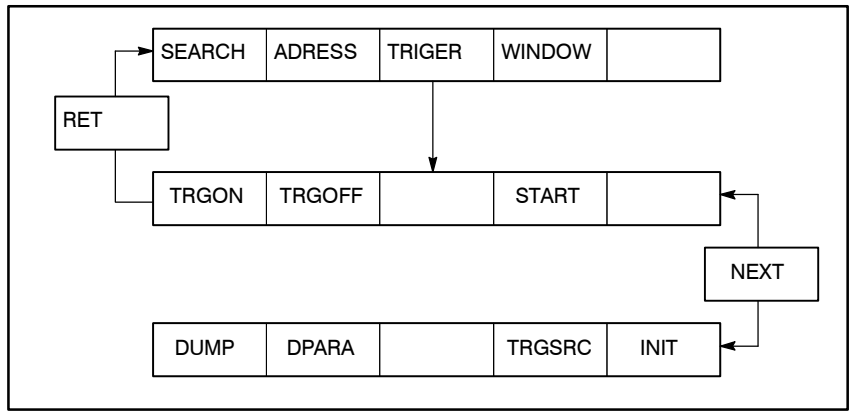 SEARCH ADRESS TRIGER WINDOW
RET
TRGON TRGOFF START
NEXT
DUMP DPARA TRGSRC INIT